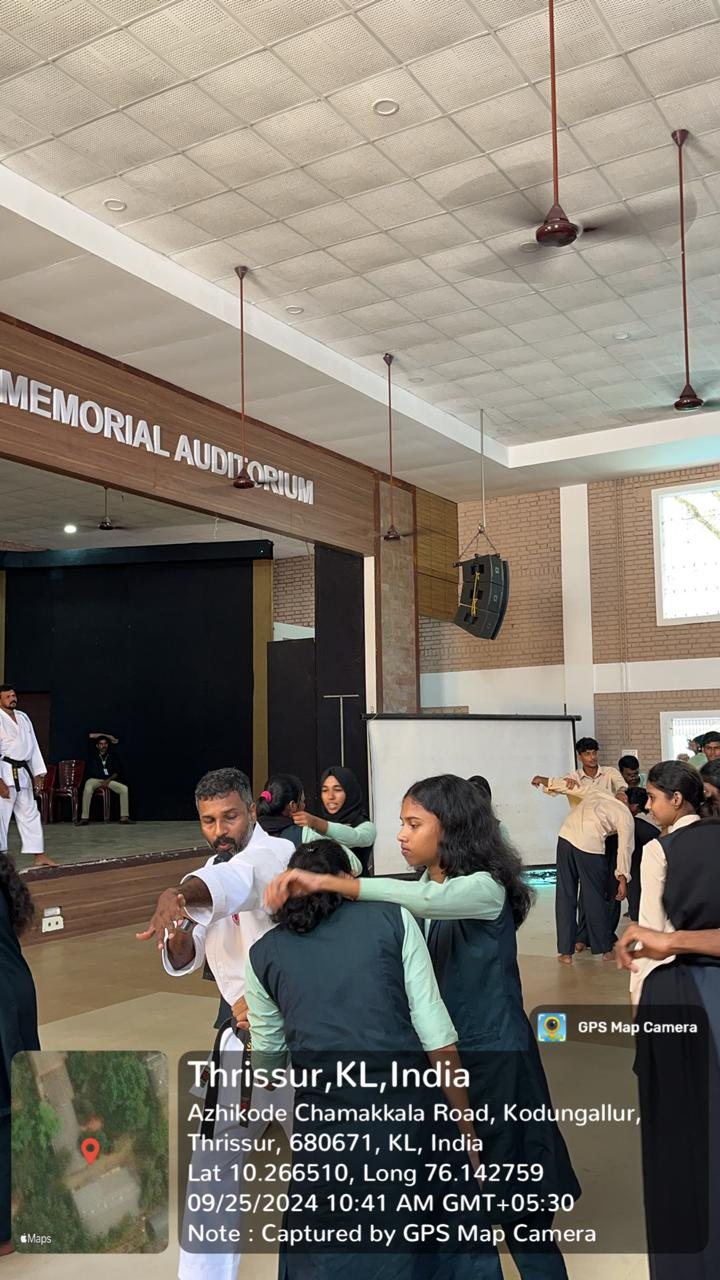 MEMORIAL AUDITORIUM
GPS Map Camera
Thrissur,KL,India
Azhikode Chamakkala Road, Kodungallur,
Thrissur, 680671, KL, India
Lat 10.266510, Long 76.142759
09/25/2024 10:41 AM GMT+05:30
Note : Captured by GPS Map Camera
Maps